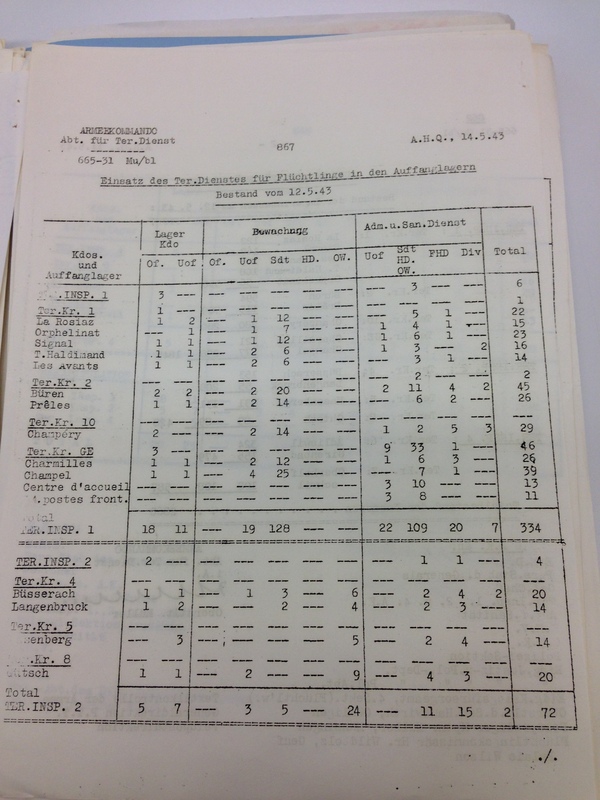 ARMEEKOMMANDO
Abt. für Ter.Dienst
665-31 Mu/bl
867
A.H.Q., 14.5.43
Einsatz des Ter.Dienstes für Flüchtlinge in den Auffanglagern
Bestand vom 12.5.43
Kdos. und Auffanglager Lager Kdo Bewachung Adm.u.San.Dienst Total
Of. Uof Of. Uof Sdt HD. OW. Uof Sdt HD. OW. FHD Div
INSP. 1 3 --- --- --- --- --- --- --- 3 --- --- 6
Ter.Kr. 1 1 --- --- --- --- --- --- --- --- --- --- 1
La Rosiaz 1 2 --- 1 12 --- --- --- 5 1 --- 22
Orphelinat --- 1 --- 1 7 --- --- 1 4 1 --- 15
Signal 1 1 --- 1 12 --- --- 1 6 1 --- 23
T.Haldimand 1 1 --- 2 6 --- --- 1 3 --- 2 16
Les Avants 1 1 --- 2 6 --- --- --- 3 1 --- 14
Ter.Kr. 2 --- --- --- --- --- --- --- --- 2 --- --- 2
Büren 2 2 --- 2 20 --- --- 2 11 4 2 45
Prêles 1 1 --- 2 14 --- --- --- 6 2 --- 26
Ter.Kr. 10 --- --- --- --- --- --- --- --- --- --- ---
Champéry 2 --- --- 2 14 --- --- 1 2 5 3 29
Ter.Kr. GE 3 --- --- --- --- --- --- 9 33 1 --- 46
Charmilles 1 1 --- 2 12 --- --- 1 6 3 --- 26
Champel 1 1 --- 4 25 --- --- --- 7 1 --- 39
Centre d'accueil --- --- --- --- --- --- --- 3 10 --- --- 13
postes front. --- --- --- --- --- --- --- 3 8 --- --- 11
Total
TER.INSP. 1 18 11 --- 19 128 --- --- 22 109 20 7 334
TER.INSP. 2 2 --- --- --- --- --- --- --- 1 1 --- 4
Ter.Kr. 4 --- --- --- --- --- --- --- --- --- --- ---
Büsserach 1 1 --- 1 3 --- 6 --- 2 4 2 20
Langenbruck 1 2 --- --- 2 --- 4 --- 2 3 --- 14
Ter.Kr. 5 --- --- --- --- --- --- --- --- --- --- ---
enberg --- 3 --- --- --- --- 5 --- 2 4 --- 14
Kr. 8 --- --- --- --- --- --- --- --- --- --- ---
tsch 1 1 --- 2 --- --- 9 --- 4 3 --- 20
Total
TER.INSP. 2 5 7 --- 3 5 --- 24 --- 11 15 2 72
./.